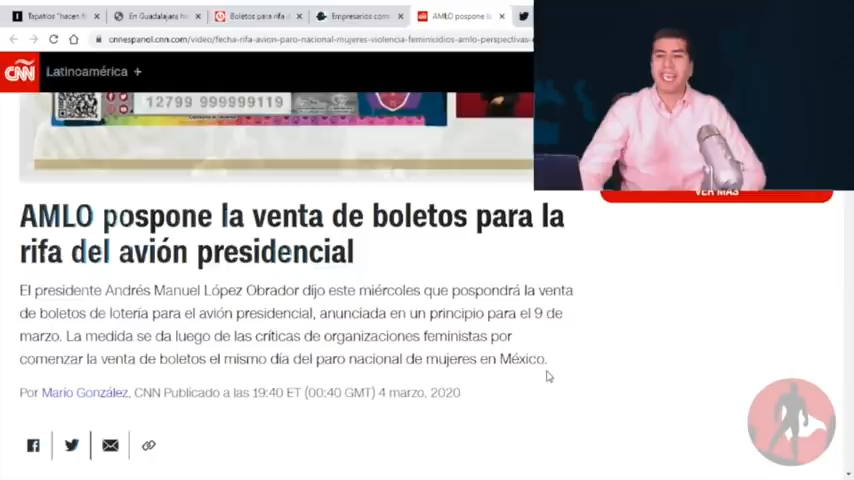 Tapatíos "hacen f
En Guadalajara h
Boletos para rifa d
Empresarios com
AMLO pospone la
cnnespanol.cnn.com/video/fecha-rifa-avion-paro-nacional-mujeres-violencia-feminicidios-amlo-perspectivas-
CNN
Latinoamérica +
12799 999999119
VER MÁS
AMLO pospone la venta de boletos para la
rifa del avión presidencial
El presidente Andrés Manuel López Obrador dijo este miércoles que pospondrá la venta
de boletos de lotería para el avión presidencial, anunciada en un principio para el 9 de
marzo. La medida se da luego de las críticas de organizaciones feministas por
comenzar la venta de boletos el mismo día del paro nacional de mujeres en México.
Por Mario González, CNN Publicado a las 19:40 ET (00:40 GMT) 4 marzo, 2020